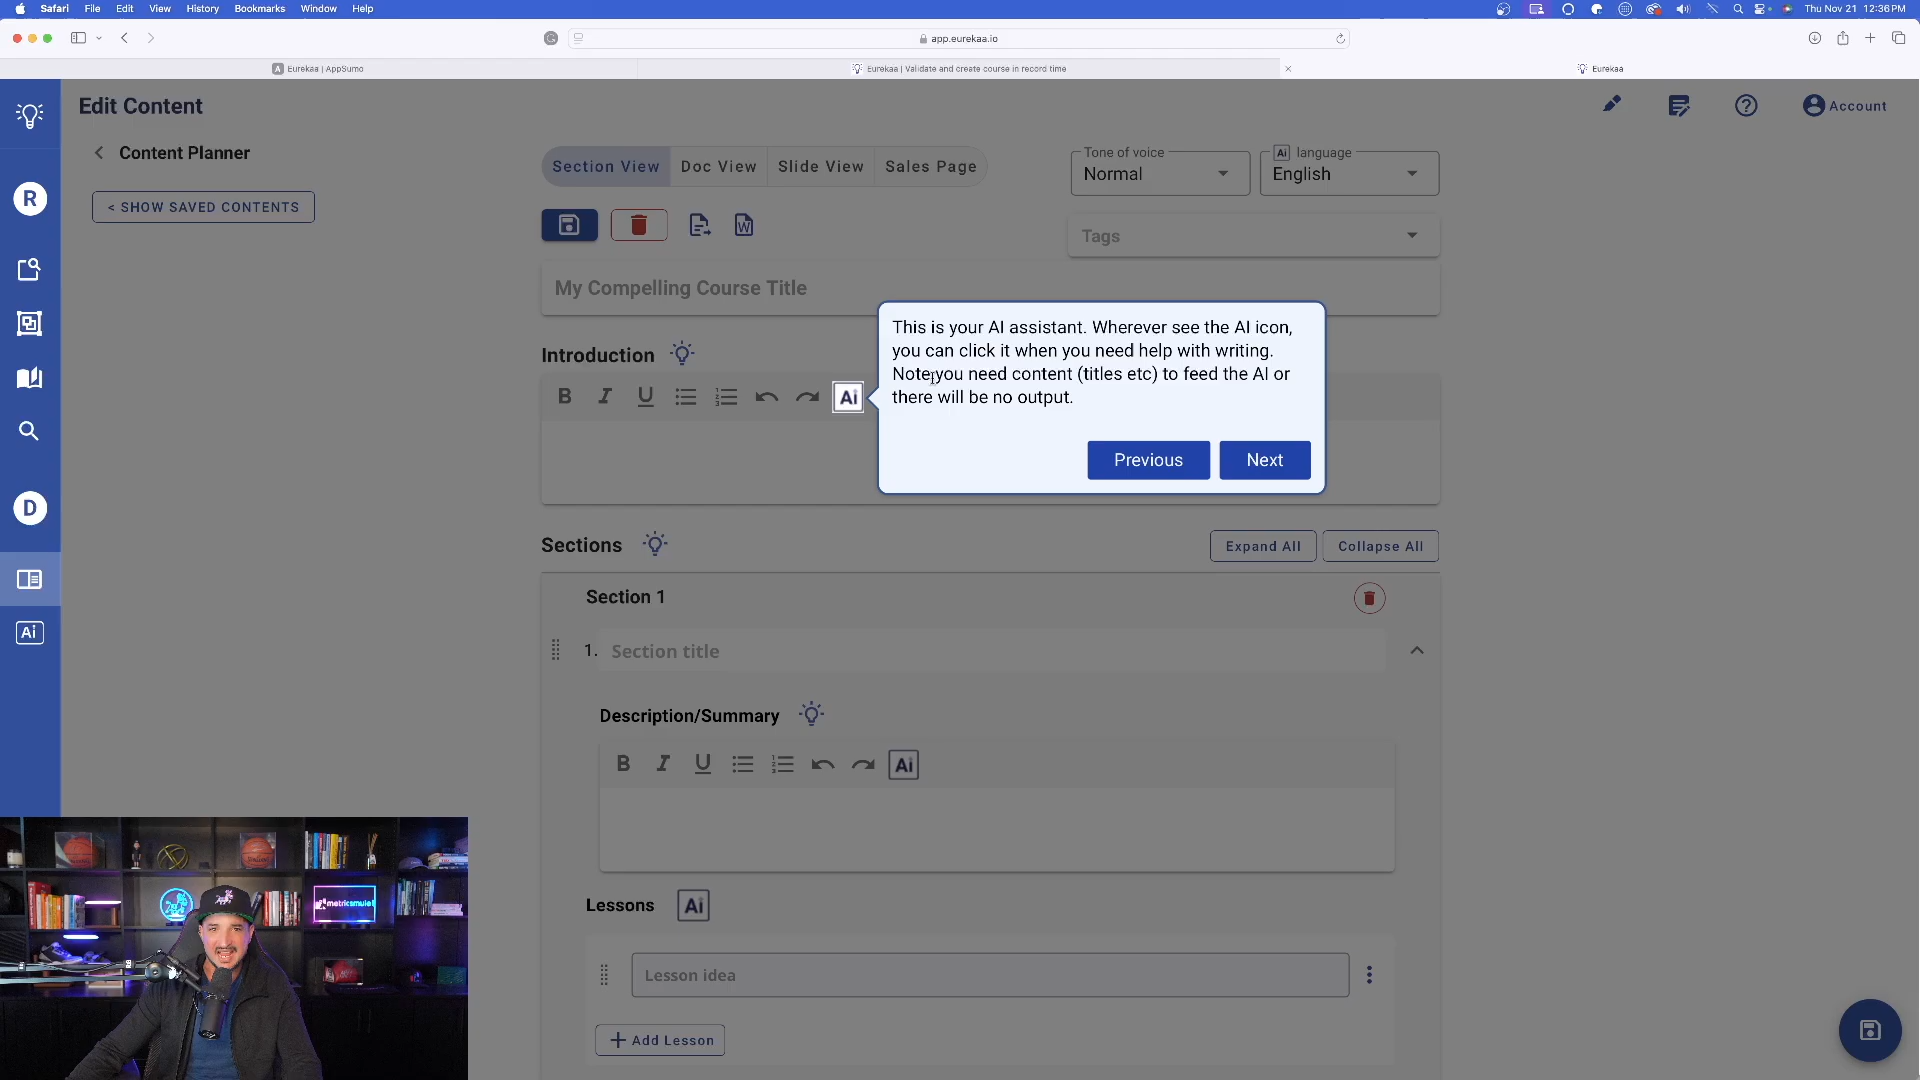 Safari File Edit View History Bookmarks Window Help
Thu Nov 21 12:36 PM
app.eurekaa.io
A Eurekaa | AppSumo
Eurekaa | Validate and create course in record time
Eurekaa
Edit Content
Account
Content Planner
< SHOW SAVED CONTENTS
R
D
Ai
Section View
Doc View
Slide View
Sales Page
Tone of voice
Normal
Ai language
English
W
Tags
My Compelling Course Title
Introduction
B I U Ai
This is your AI assistant. Wherever see the AI icon,
you can click it when you need help with writing.
Note you need content (titles etc) to feed the AI or
there will be no output.
Previous
Next
Sections
Expand All
Collapse All
Section 1
1. Section title
Description/Summary
B I U Ai
Lessons Ai
Lesson idea
+ Add Lesson
metricsmule